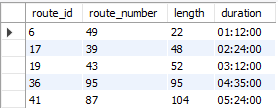 route_id route_number length duration
6 49 22 01:12:00
17 39 48 02:24:00
19 43 52 03:12:00
36 95 95 04:35:00
41 87 104 05:24:00